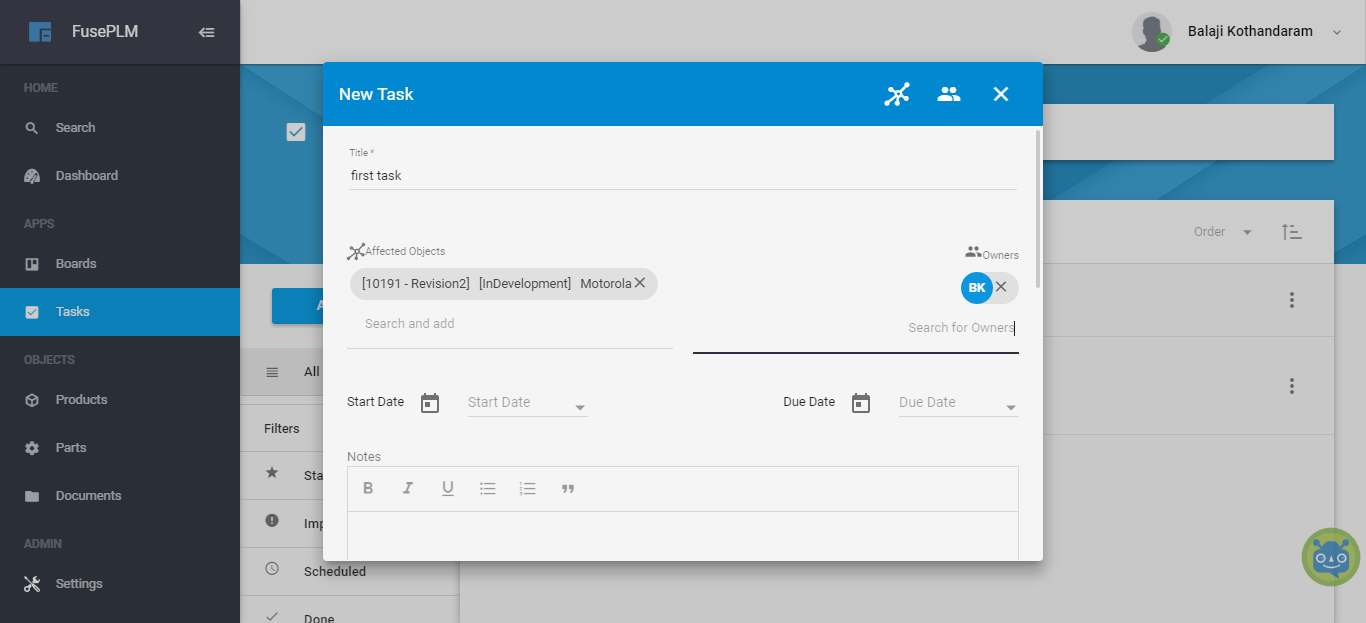 FusePLM
Balaji Kothandaram
HOME
Search
Dashboard
APPS
Boards
Tasks
OBJECTS
Products
Parts
Documents
ADMIN
Settings
New Task
Title *
first task
Affected Objects
Owners
[10191 - Revision2] [InDevelopment] Motorola
BK
Search and add
Search for Owners
Start Date
Start Date
Due Date
Due Date
Notes
B I U
Order
All
Filters
Scheduled
Done